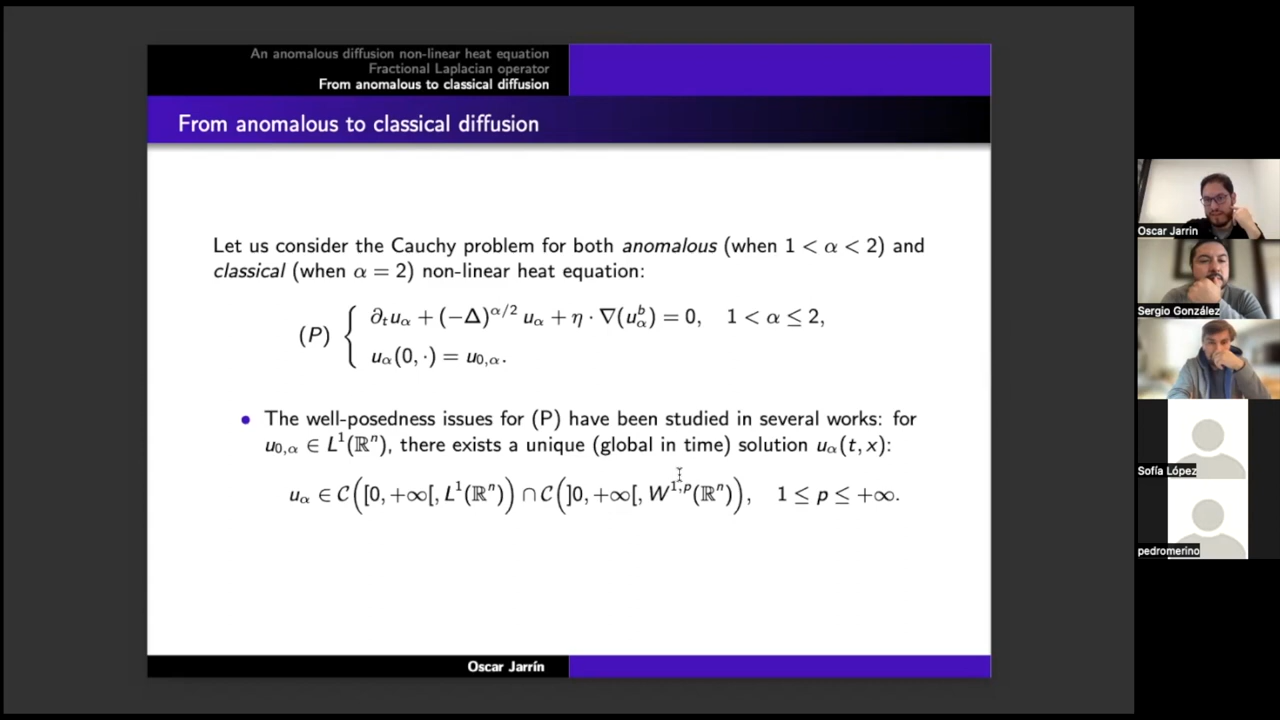 An anomalous diffusion non-linear heat equation
Fractional Laplacian operator
From anomalous to classical diffusion
From anomalous to classical diffusion
Let us consider the Cauchy problem for both anomalous (when 1 < α < 2) and
classical (when α = 2) non-linear heat equation:
(P) { ∂ₜu_α + (−Δ)^{α/2} u_α + η · ∇(u_α^b) = 0, 1 < α ≤ 2,
u_α(0, ·) = u_{0,α}.
• The well-posedness issues for (P) have been studied in several works: for
u_{0,α} ∈ L¹(ℝⁿ), there exists a unique (global in time) solution u_α(t, x):
u_α ∈ 𝒞([0, +∞[, L¹(ℝⁿ)) ∩ 𝒞(]0, +∞[, W^{1,p}(ℝⁿ)), 1 ≤ p ≤ +∞.
Oscar Jarrín
Oscar Jarrin
Sergio González
Sofía López
pedromerino